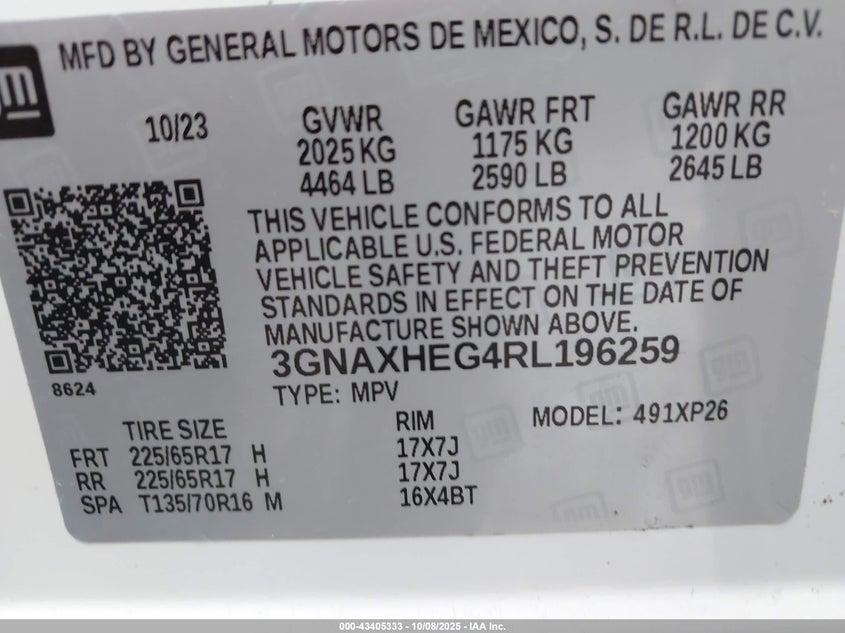 MFD BY GENERAL MOTORS DE MEXICO, S. DE R.L. DE C.V.
gm
10/23
GVWR GAWR FRT GAWR RR
2025 KG 1175 KG 1200 KG
4464 LB 2590 LB 2645 LB
THIS VEHICLE CONFORMS TO ALL
APPLICABLE U.S. FEDERAL MOTOR
VEHICLE SAFETY AND THEFT PREVENTION
STANDARDS IN EFFECT ON THE DATE OF
MANUFACTURE SHOWN ABOVE.
3GNAXHEG4RL196259
8624
TYPE: MPV
MODEL: 491XP26
TIRE SIZE RIM
FRT 225/65R17 H 17X7J
RR 225/65R17 H 17X7J
SPA T135/70R16 M 16X4BT
000-43405333 - 10/08/2025 - IAA Inc.